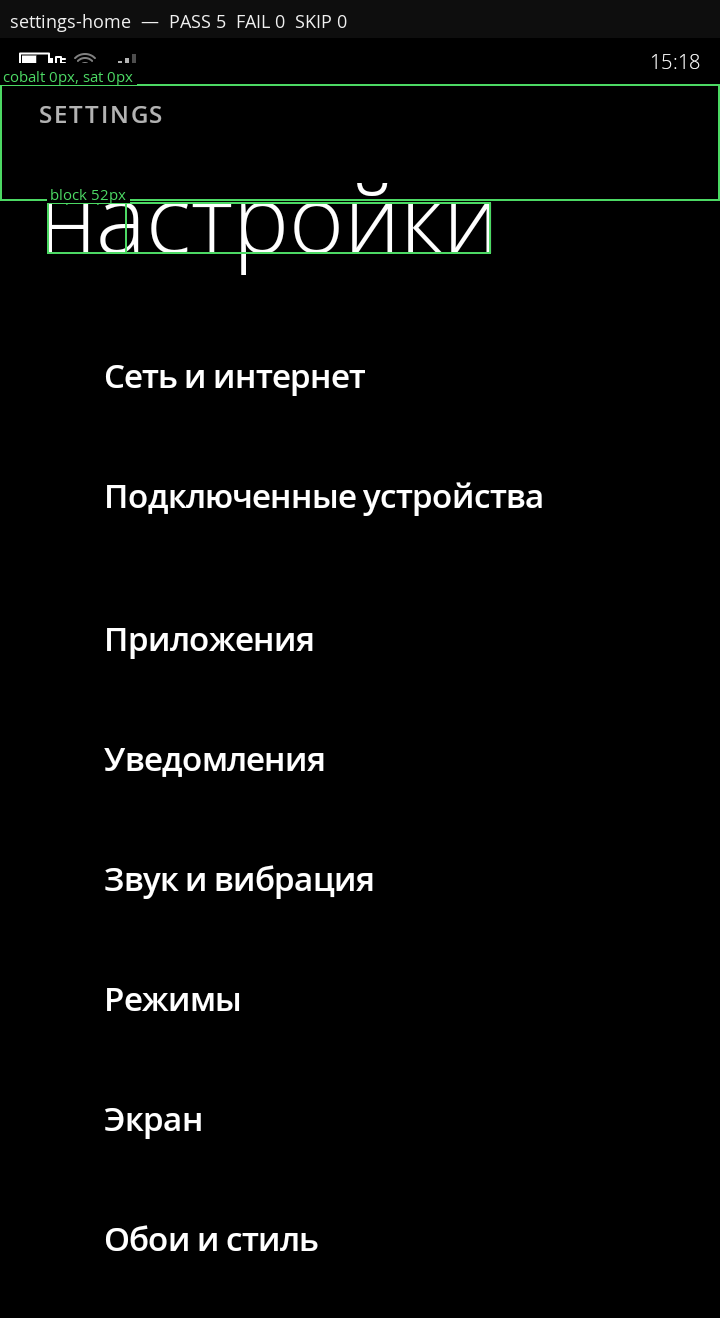 settings-home — PASS 5 FAIL 0 SKIP 0
15:18
cobalt 0px, sat 0px
SETTINGS
block 52px
настройки
Сеть и интернет
Подключенные устройства
Приложения
Уведомления
Звук и вибрация
Режимы
Экран
Обои и стиль